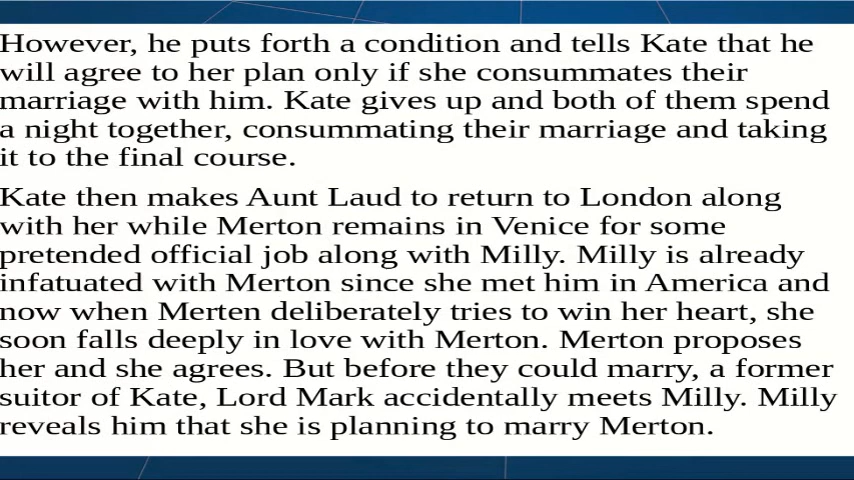 However, he puts forth a condition and tells Kate that he
will agree to her plan only if she consummates their
marriage with him. Kate gives up and both of them spend
a night together, consummating their marriage and taking
it to the final course.
Kate then makes Aunt Laud to return to London along
with her while Merton remains in Venice for some
pretended official job along with Milly. Milly is already
infatuated with Merton since she met him in America and
now when Merten deliberately tries to win her heart, she
soon falls deeply in love with Merton. Merton proposes
her and she agrees. But before they could marry, a former
suitor of Kate, Lord Mark accidentally meets Milly. Milly
reveals him that she is planning to marry Merton.